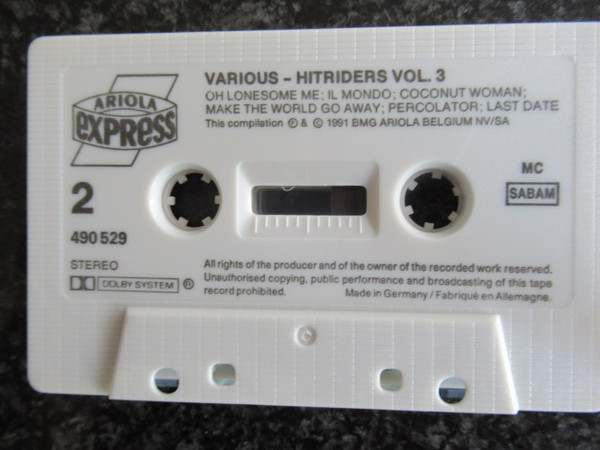 VARIOUS - HITRIDERS VOL. 3
OH LONESOME ME; IL MONDO; COCONUT WOMAN;
MAKE THE WORLD GO AWAY; PERCOLATOR; LAST DATE
This compilation ℗ & © 1991 BMG ARIOLA BELGIUM NV/SA
ARIOLA
EXPRESS
2
490 529
MC
SABAM
STEREO
DOLBY SYSTEM ®
All rights of the producer and of the owner of the recorded work reserved.
Unauthorised copying, public performance and broadcasting of this tape
record prohibited. Made in Germany / Fabriqué en Allemagne.